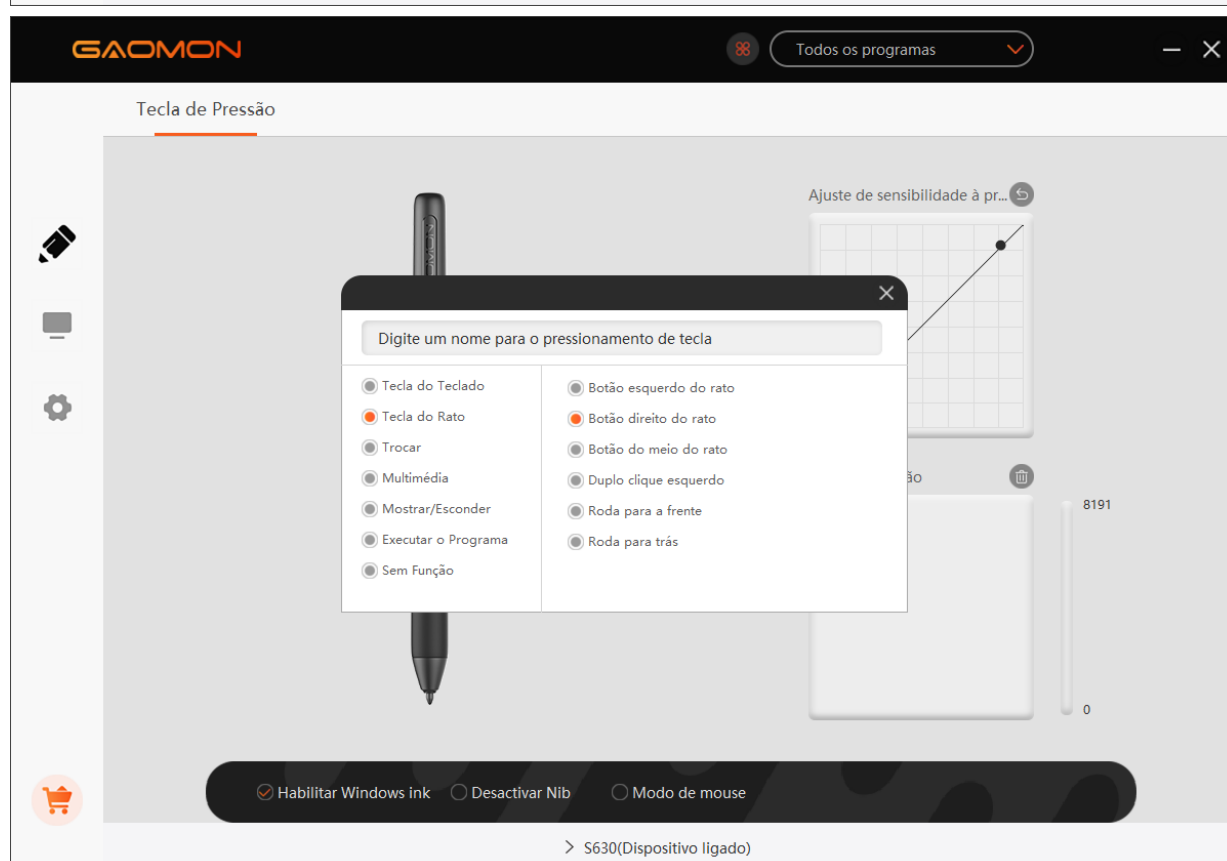 GAOMON
Todos os programas
Tecla de Pressão
Ajuste de sensibilidade à pr...
Digite um nome para o pressionamento de tecla
Tecla do Teclado
Tecla do Rato
Trocar
Multimédia
Mostrar/Esconder
Executar o Programa
Sem Função
Botão esquerdo do rato
Botão direito do rato
Botão do meio do rato
Duplo clique esquerdo
Roda para a frente
Roda para trás
ão
8191
0
Habilitar Windows ink
Desactivar Nib
Modo de mouse
S630(Dispositivo ligado)